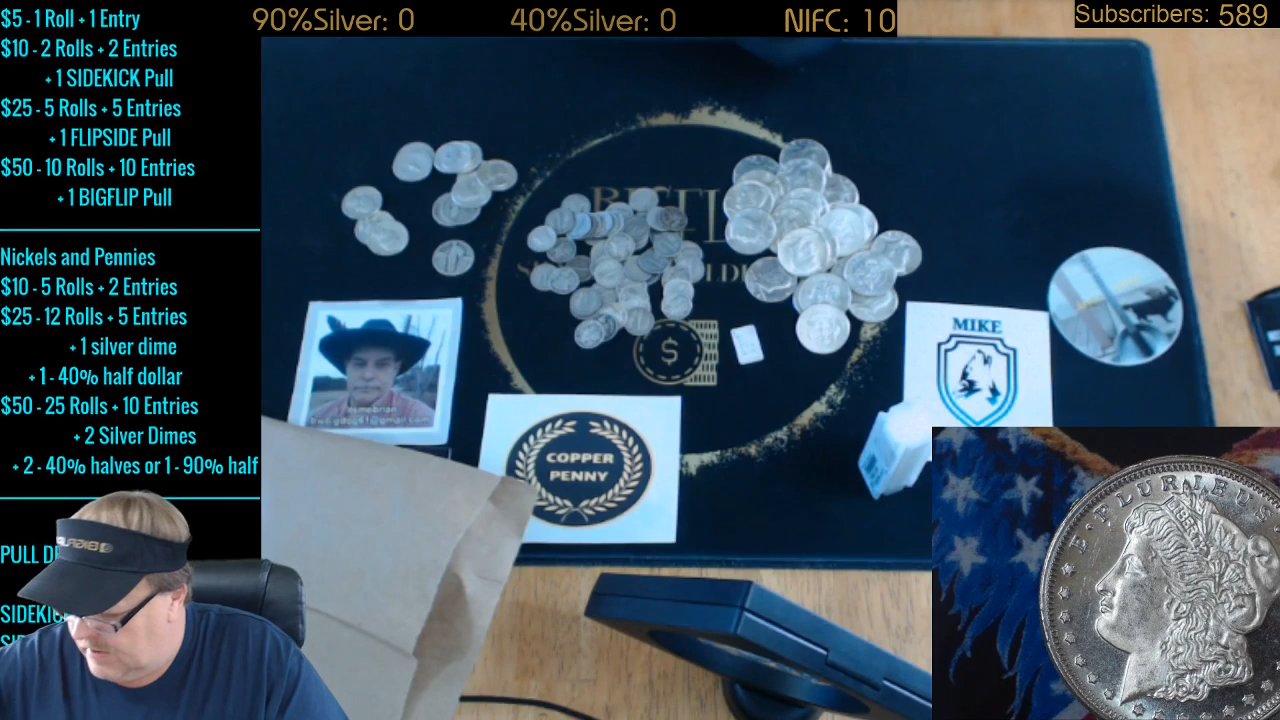 $5 - 1 Roll + 1 Entry
$10 - 2 Rolls + 2 Entries
+ 1 SIDEKICK Pull
$25 - 5 Rolls + 5 Entries
+ 1 FLIPSIDE Pull
$50 - 10 Rolls + 10 Entries
+ 1 BIGFLIP Pull
Nickels and Pennies
$10 - 5 Rolls + 2 Entries
$25 - 12 Rolls + 5 Entries
+ 1 silver dime
+ 1 - 40% half dollar
$50 - 25 Rolls + 10 Entries
+ 2 Silver Dimes
+ 2 - 40% halves or 1 - 90% half
PULL
90%Silver: 0
40%Silver: 0
NIFC: 10
Subscribers: 589
$
MIKE
COPPER
PENNY
E PLURIBUS